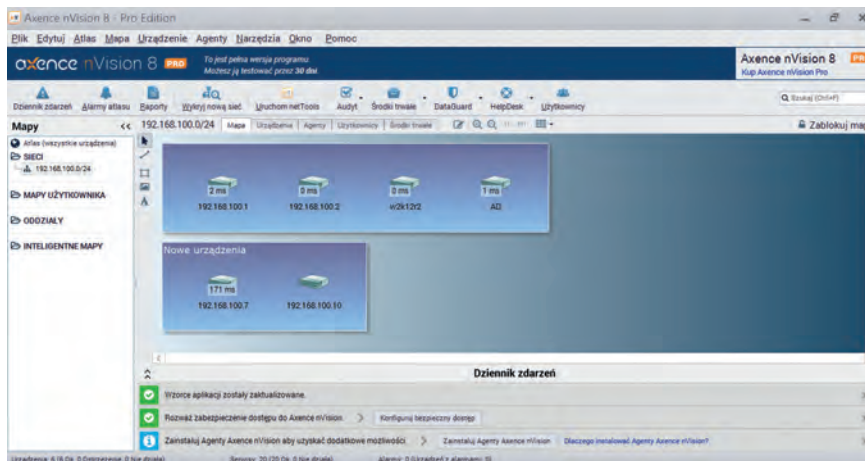 Axence nVision 8 - Pro Edition
Plik Edytuj Atlas Mapa Urządzenie Agenty Narzędzia Okno Pomoc
axence nVision 8 PRO
To jest pełna wersja programu.
Możesz ją testować przez 30 dni
Axence nVision 8
Kup Axence nVision Pro
Dziennik zdarzeń Alarmy atlasu Raporty Wykryj nową sieć Uruchom netTools Audyt Środki trwałe DataGuard HelpDesk Użytkownicy
Szukaj (Ctrl+F)
Mapy << 192.168.100.0/24 Mapa Urządzenia Agenty Użytkownicy Środki trwałe Zablokuj map
Atlas (wszystkie urządzenia)
SIECI
192.168.100.0/24
MAPY UŻYTKOWNIKA
ODDZIAŁY
INTELIGENTNE MAPY
2 ms 0 ms 0 ms 1 ms
192.168.100.1 192.168.100.2 w2k12r2 AD
Nowe urządzenia
171 ms
192.168.100.7 192.168.100.10
Dziennik zdarzeń
Wzorce aplikacji zostały zaktualizowane.
Rozważ zabezpieczenie dostępu do Axence nVision. Konfiguruj bezpieczny dostęp
Zainstaluj Agenty Axence nVision aby uzyskać dodatkowe możliwości. Zainstaluj Agenty Axence nVision Dlaczego instalować Agenty Axence nVision?